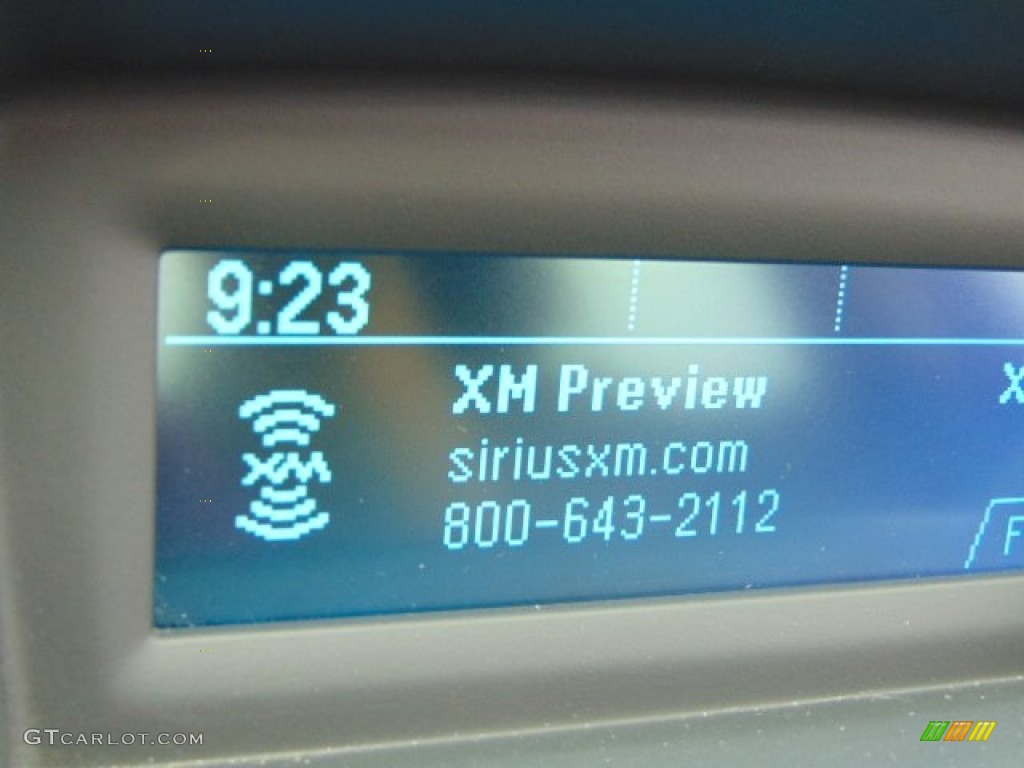 9:23
XM Preview
X
XM
siriusxm.com
800-643-2112
F
GTCARLOT.COM